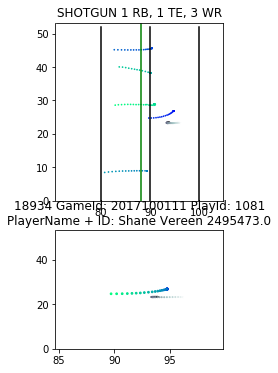 SHOTGUN 1 RB, 1 TE, 3 WR
50
40
30
20
10
0
80 90 100
18934 GameId: 2017100111 PlayId: 1081
PlayerName + ID: Shane Vereen 2495473.0
40
20
0
85 90 95